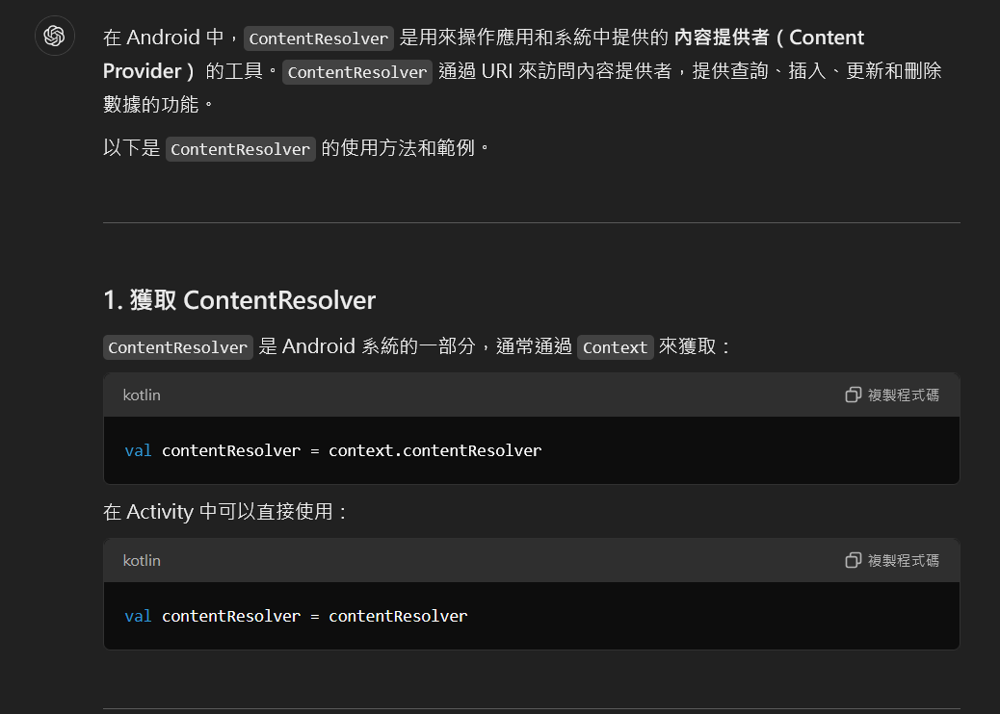 在 Android 中，ContentResolver 是用來操作應用和系統中提供的 內容提供者（Content
Provider） 的工具。ContentResolver 通過 URI 來訪問內容提供者，提供查詢、插入、更新和刪除
數據的功能。
以下是 ContentResolver 的使用方法和範例。
1. 獲取 ContentResolver
ContentResolver 是 Android 系統的一部分，通常通過 Context 來獲取：
kotlin 複製程式碼
val contentResolver = context.contentResolver
在 Activity 中可以直接使用：
kotlin 複製程式碼
val contentResolver = contentResolver